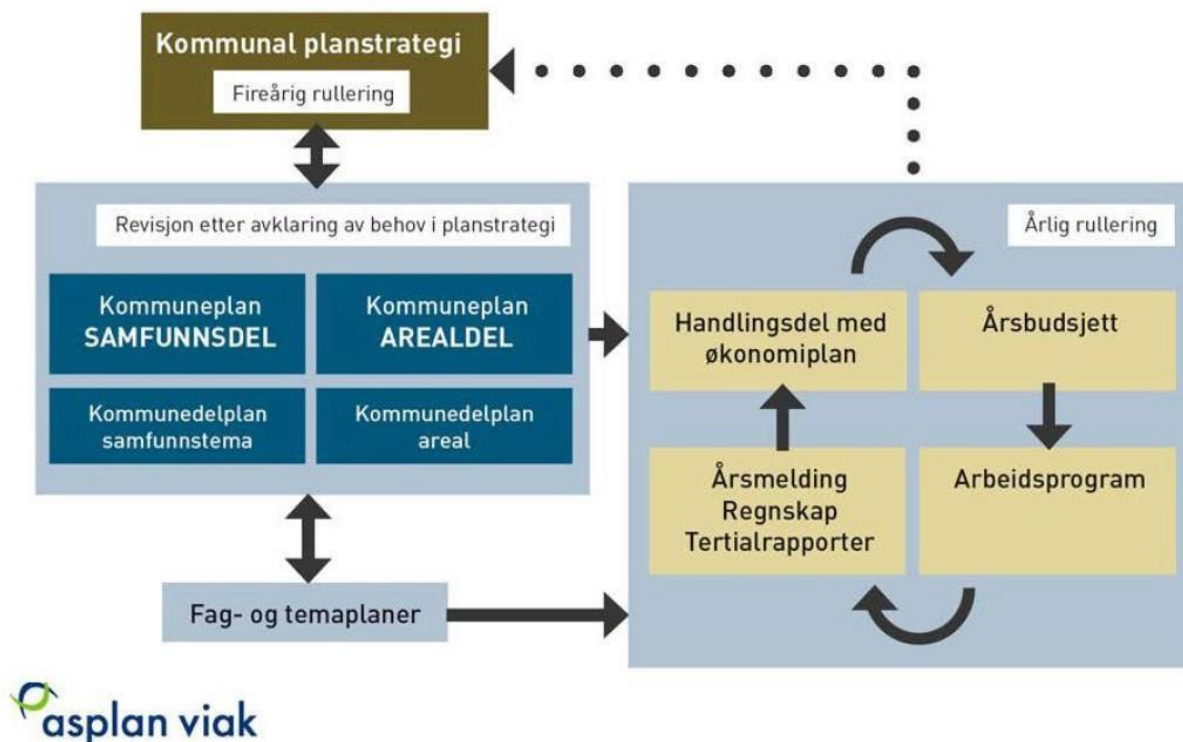 Kommunal planstrategi
Fireårig rullering
Revisjon etter avklaring av behov i planstrategi
Kommuneplan
SAMFUNNSDEL
Kommuneplan
AREALDEL
Kommunedelplan
samfunnstema
Kommunedelplan
areal
Fag- og temaplaner
Årlig rullering
Handlingsdel med
økonomiplan
Årsbudsjett
Årsmelding
Regnskap
Tertialrapporter
Arbeidsprogram
asplan viak